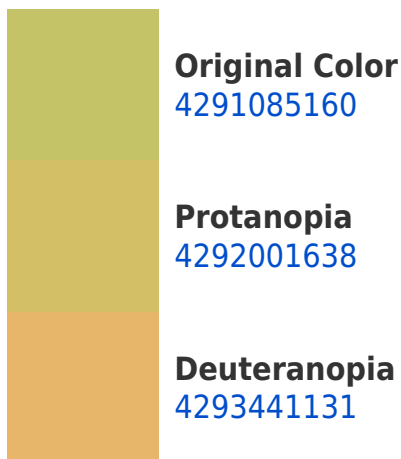 Original Color
4291085160
Protanopia
4292001638
Deuteranopia
4293441131